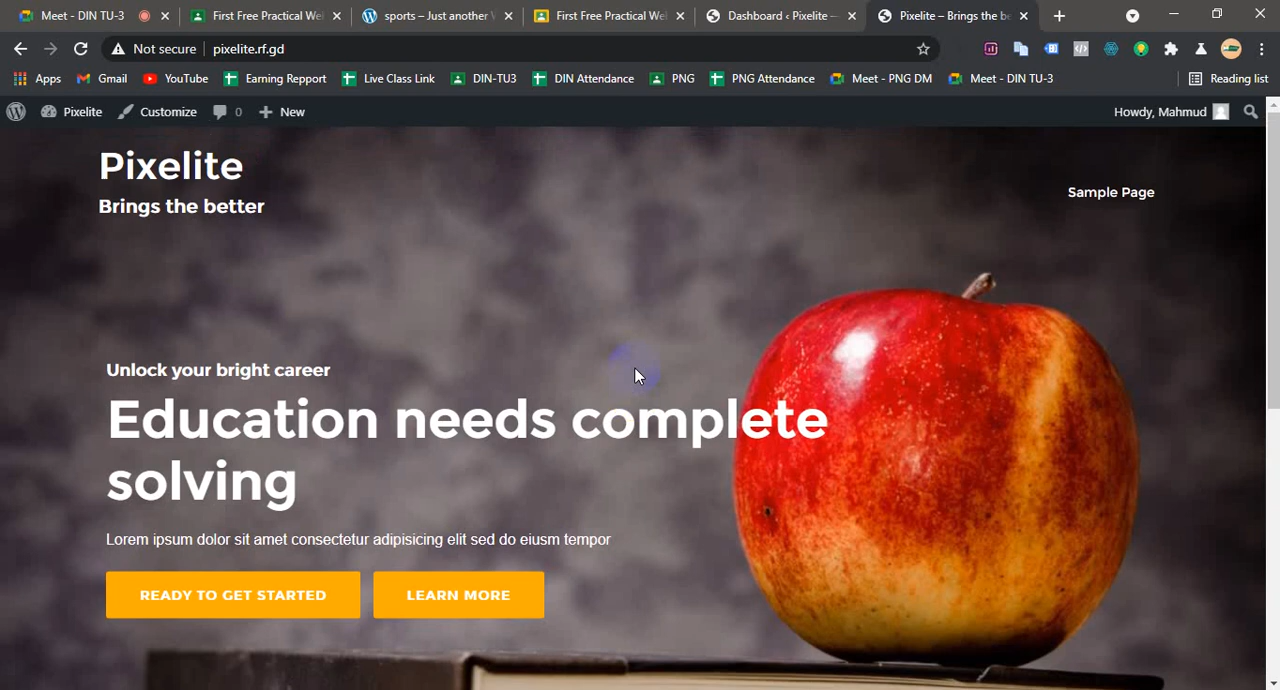 Meet - DIN TU-3
First Free Practical We
sports – Just another
First Free Practical We
Dashboard ‹ Pixelite –
Pixelite – Brings the be
Not secure | pixelite.rf.gd
Apps
Gmail
YouTube
Earning Repport
Live Class Link
DIN-TU3
DIN Attendance
PNG
PNG Attendance
Meet - PNG DM
Meet - DIN TU-3
Reading list
Pixelite
Customize
0
New
Howdy, Mahmud
Pixelite
Brings the better
Sample Page
Unlock your bright career
Education needs complete
solving
Lorem ipsum dolor sit amet consectetur adipisicing elit sed do eiusm tempor
READY TO GET STARTED
LEARN MORE